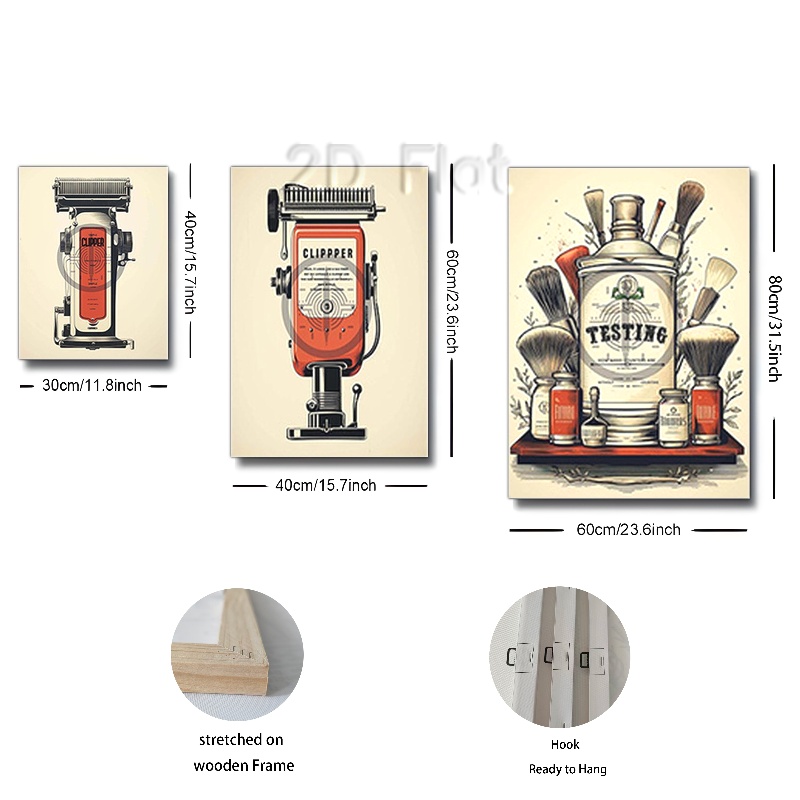 2D Flat
40cm/15.7inch
30cm/11.8inch
CLIPPER
60cm/23.6inch
40cm/15.7inch
CLIPPPER
80cm/31.5inch
60cm/23.6inch
TESTING
stretched on
wooden Frame
Hook
Ready to Hang